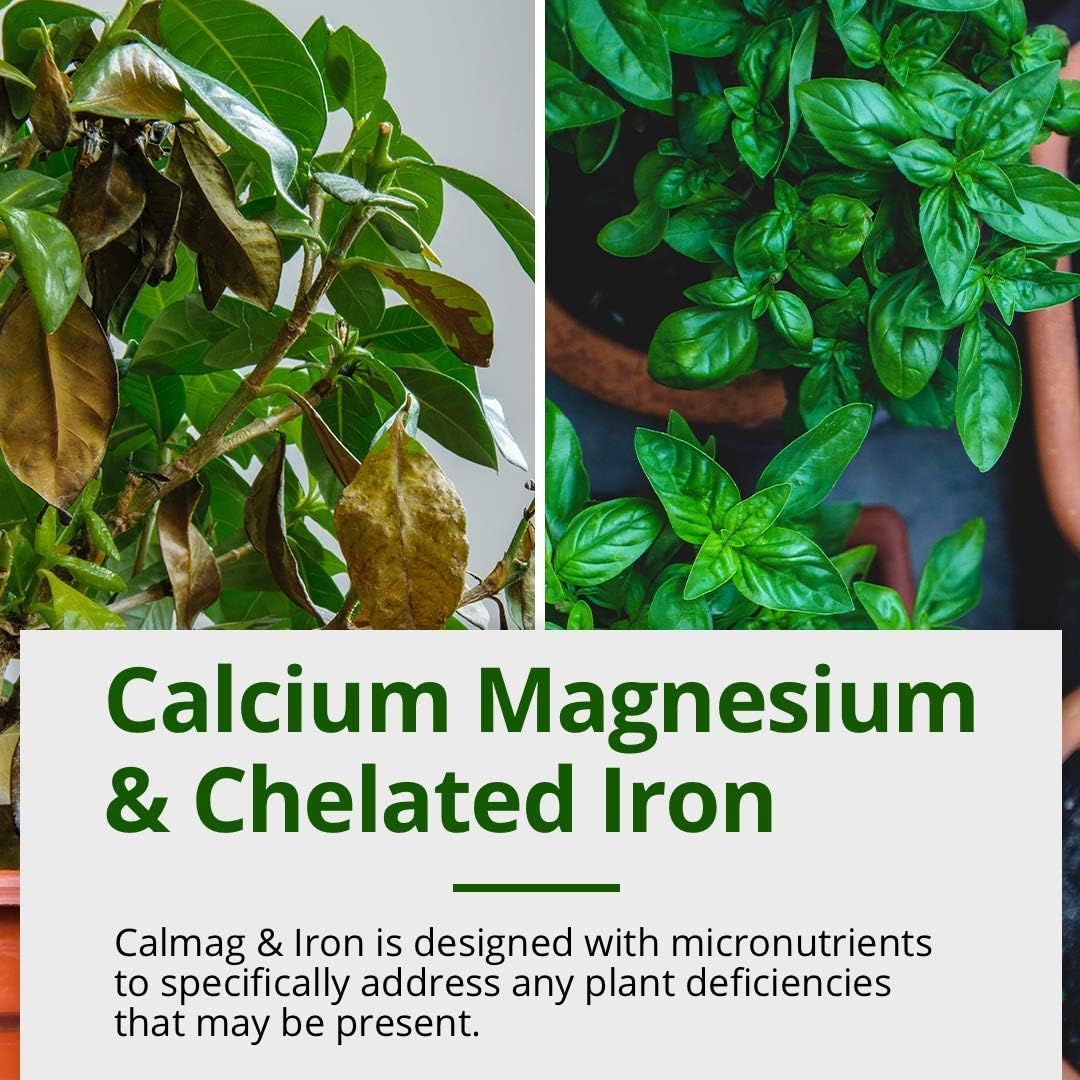 Calcium Magnesium
& Chelated Iron
Calmag & Iron is designed with micronutrients
to specifically address any plant deficiencies
that may be present.